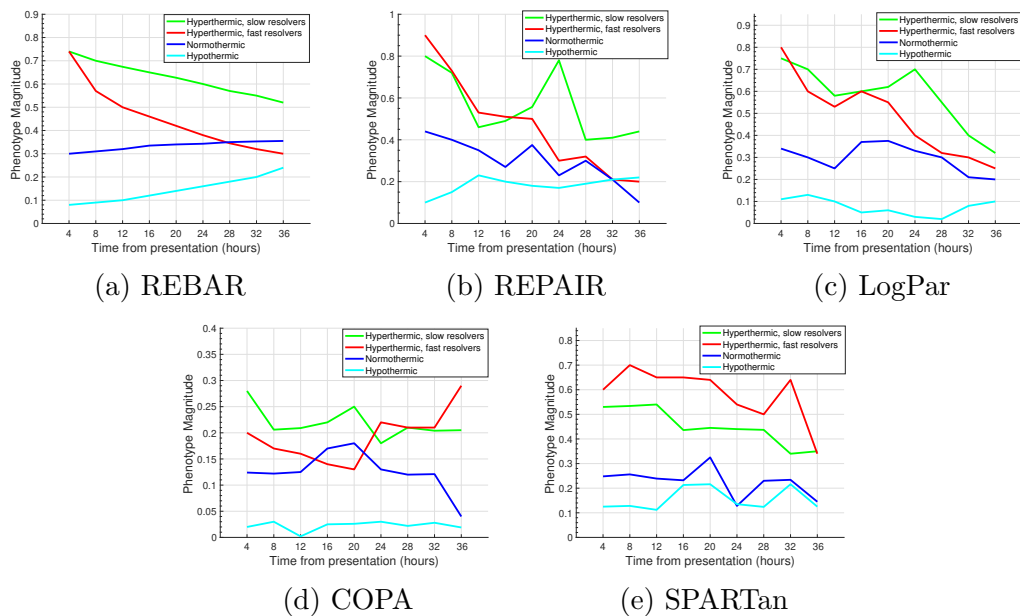 Hyperthermic, slow resolvers
Hyperthermic, fast resolvers
Normothermic
Hypothermic
Phenotype Magnitude
0.9
0.8
0.7
0.6
0.5
0.4
0.3
0.2
0.1
0
4 8 12 16 20 24 28 32 36
Time from presentation (hours)
(a) REBAR
Hyperthermic, slow resolvers
Hyperthermic, fast resolvers
Normothermic
Hypothermic
Phenotype Magnitude
1
0.8
0.6
0.4
0.2
0
4 8 12 16 20 24 28 32 36
Time from presentation (hours)
(b) REPAIR
Hyperthermic, slow resolvers
Hyperthermic, fast resolvers
Normothermic
Hypothermic
Phenotype Magnitude
0.9
0.8
0.7
0.6
0.5
0.4
0.3
0.2
0.1
4 8 12 16 20 24 28 32 36
Time from presentation (hours)
(c) LogPar
Hyperthermic, slow resolvers
Hyperthermic, fast resolvers
Normothermic
Hypothermic
Phenotype Magnitude
0.4
0.35
0.3
0.25
0.2
0.15
0.1
0.05
0
4 8 12 16 20 24 28 32 36
Time from presentation (hours)
(d) COPA
Hyperthermic, slow resolvers
Hyperthermic, fast resolvers
Normothermic
Hypothermic
Phenotype Magnitude
0.8
0.7
0.6
0.5
0.4
0.3
0.2
0.1
0
4 8 12 16 20 24 28 32 36
Time from presentation (hours)
(e) SPARTan